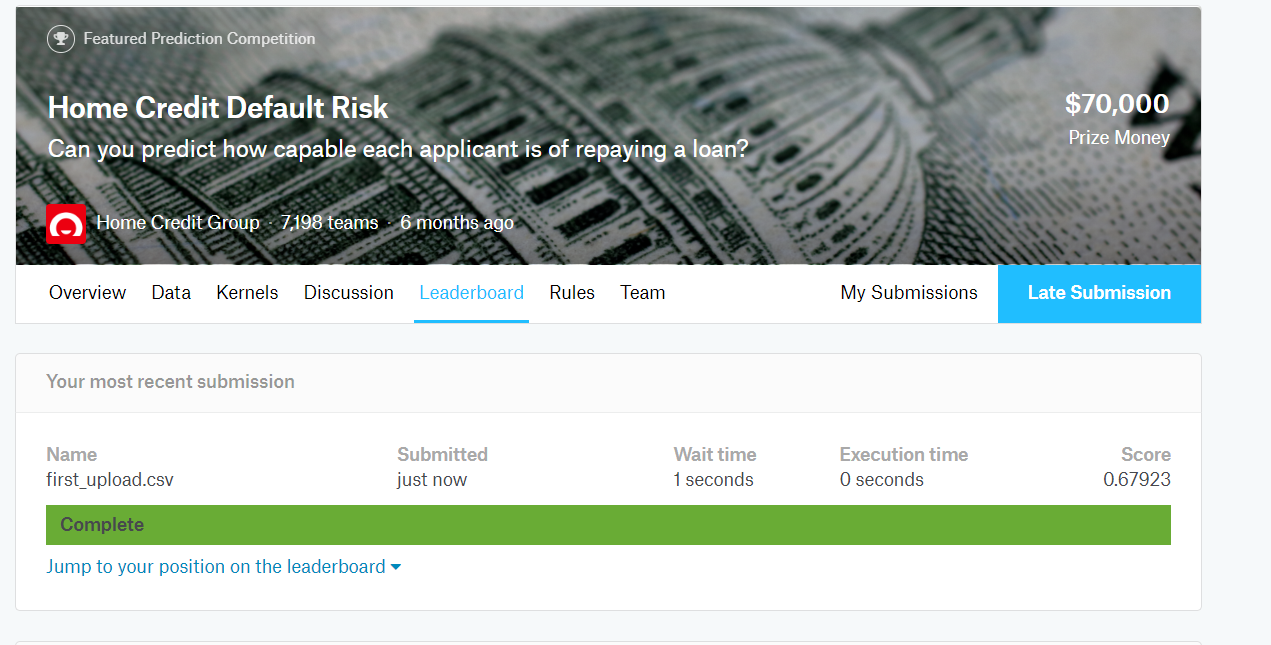 Featured Prediction Competition
Home Credit Default Risk
$70,000
Can you predict how capable each applicant is of repaying a loan?
Prize Money
Home Credit Group · 7,198 teams · 6 months ago
Overview Data Kernels Discussion Leaderboard Rules Team My Submissions Late Submission
Your most recent submission
Name Submitted Wait time Execution time Score
first_upload.csv just now 1 seconds 0 seconds 0.67923
Complete
Jump to your position on the leaderboard